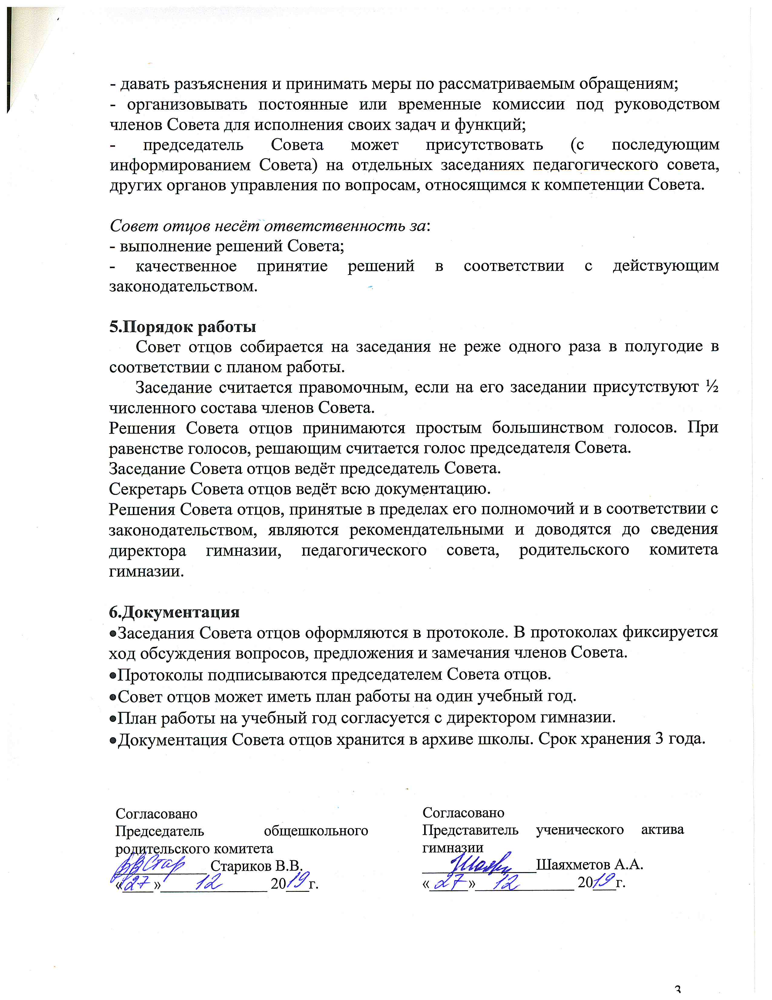 - давать разъяснения и принимать меры по рассматриваемым обращениям;
- организовывать постоянные или временные комиссии под руководством
членов Совета для исполнения своих задач и функций;
- председатель Совета может присутствовать (с последующим
информированием Совета) на отдельных заседаниях педагогического совета,
других органов управления по вопросам, относящимся к компетенции Совета.
Совет отцов несёт ответственность за:
- выполнение решений Совета;
- качественное принятие решений в соответствии с действующим
законодательством.
5.Порядок работы
Совет отцов собирается на заседания не реже одного раза в полугодие в
соответствии с планом работы.
Заседание считается правомочным, если на его заседании присутствуют ½
численного состава членов Совета.
Решения Совета отцов принимаются простым большинством голосов. При
равенстве голосов, решающим считается голос председателя Совета.
Заседание Совета отцов ведёт председатель Совета.
Секретарь Совета отцов ведёт всю документацию.
Решения Совета отцов, принятые в пределах его полномочий и в соответствии с
законодательством, являются рекомендательными и доводятся до сведения
директора гимназии, педагогического совета, родительского комитета
гимназии.
6.Документация
•Заседания Совета отцов оформляются в протоколе. В протоколах фиксируется
ход обсуждения вопросов, предложения и замечания членов Совета.
•Протоколы подписываются председателем Совета отцов.
•Совет отцов может иметь план работы на один учебный год.
•План работы на учебный год согласуется с директором гимназии.
•Документация Совета отцов хранится в архиве школы. Срок хранения 3 года.
Согласовано
Председатель общешкольного
родительского комитета
ВВСтар Стариков В.В.
«27» 12 2019г.
Согласовано
Представитель ученического актива
гимназии
Шаяхметов А.А.
«27» 12 2019г.
3